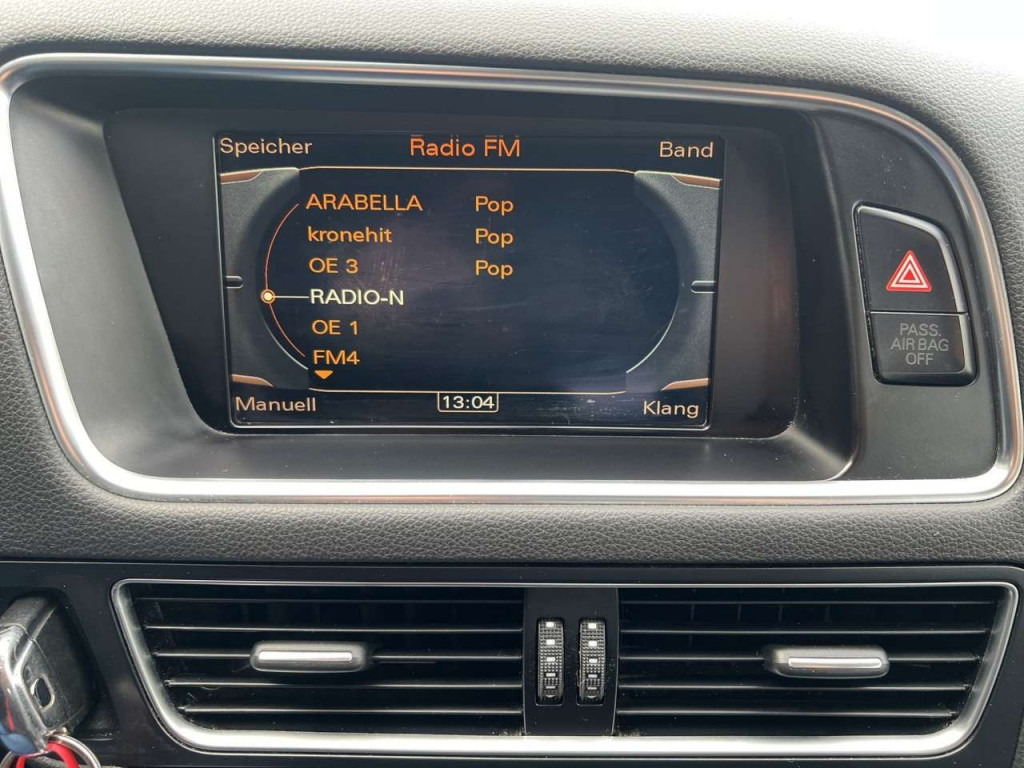 Speicher Radio FM Band
ARABELLA Pop
kronehit Pop
OE 3 Pop
RADIO-N
OE 1
FM4
Manuell 13:04 Klang
PASS.
AIR BAG
OFF